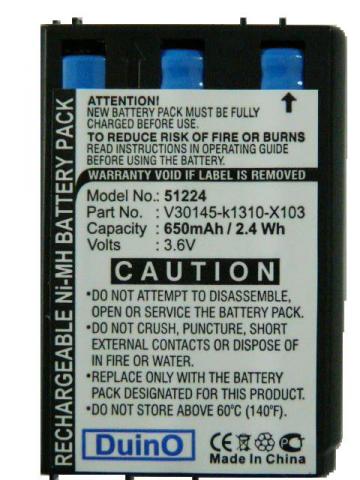 RECHARGEABLE Ni-MH BATTERY PACK
ATTENTION!
NEW BATTERY PACK MUST BE FULLY
CHARGED BEFORE USE.
TO REDUCE RISK OF FIRE OR BURNS
READ INSTRUCTIONS IN OPERATING GUIDE
BEFORE USING BATTERY PACK.
WARRANTY VOID IF LABEL IS REMOVED
Model No.: 51224
Part No. : V30145-k1310-X103
Capacity : 650mAh / 2.4 Wh
Volts : 3.6V
CAUTION
•DO NOT ATTEMPT TO DISASSEMBLE,
OPEN OR SERVICE THE BATTERY PACK.
•DO NOT CRUSH, PUNCTURE, SHORT
EXTERNAL CONTACTS OR DISPOSE OF
IN FIRE OR WATER.
•REPLACE ONLY WITH THE BATTERY
PACK DESIGNATED FOR THIS PRODUCT.
•DO NOT STORE ABOVE 60°C (140°F).
DuinO
CE
Made In China